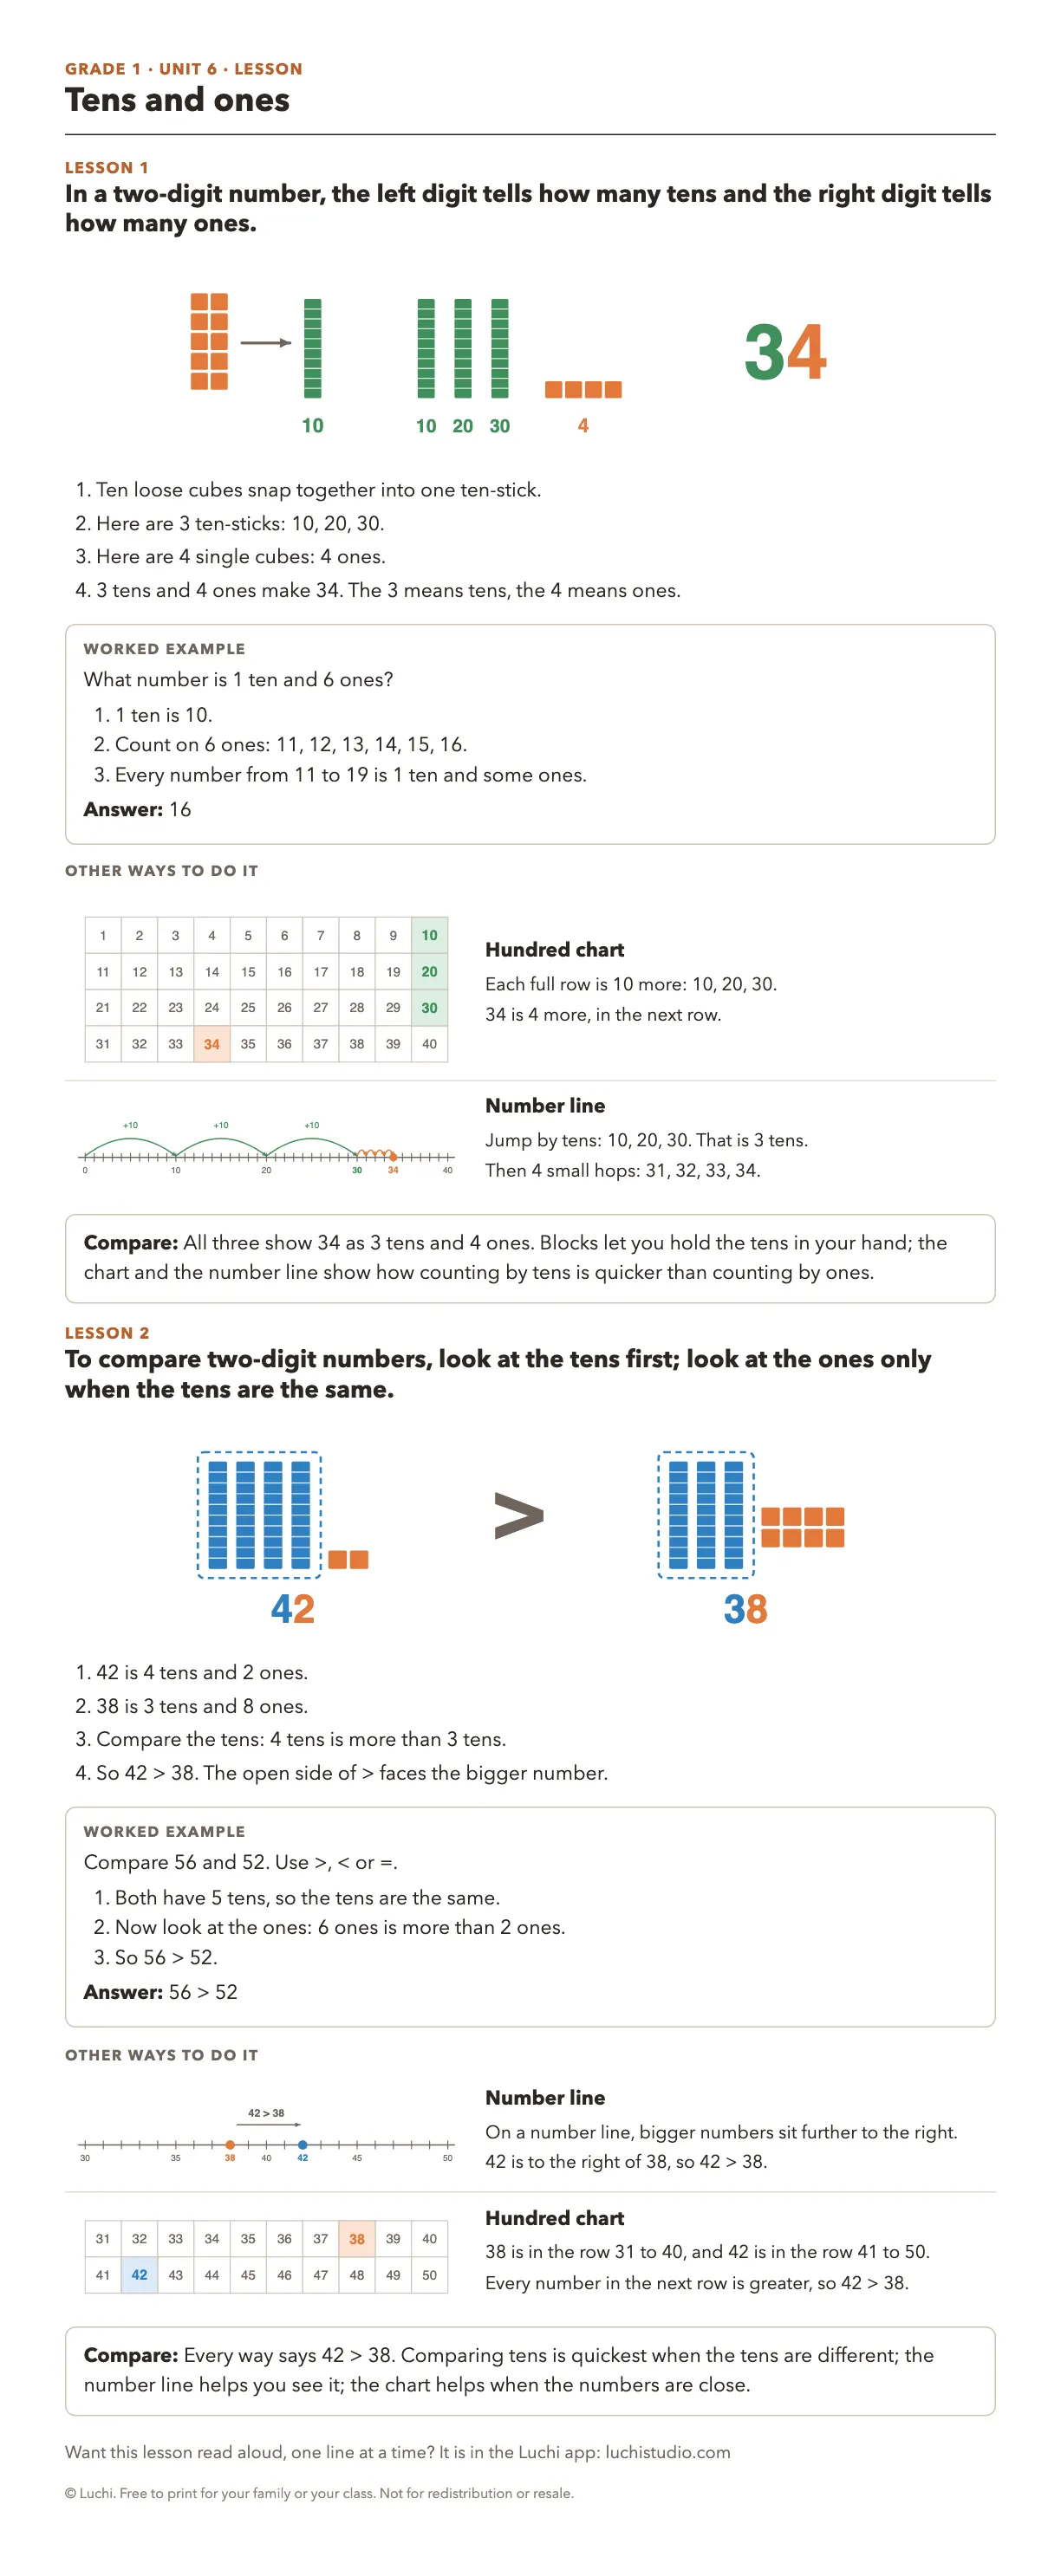 GRADE 1 · UNIT 6 · LESSON
Tens and ones
LESSON 1
In a two-digit number, the left digit tells how many tens and the right digit tells
how many ones.
34
10
10 20 30
4
1. Ten loose cubes snap together into one ten-stick.
2. Here are 3 ten-sticks: 10, 20, 30.
3. Here are 4 single cubes: 4 ones.
4. 3 tens and 4 ones make 34. The 3 means tens, the 4 means ones.
WORKED EXAMPLE
What number is 1 ten and 6 ones?
1. 1 ten is 10.
2. Count on 6 ones: 11, 12, 13, 14, 15, 16.
3. Every number from 11 to 19 is 1 ten and some ones.
Answer: 16
OTHER WAYS TO DO IT
1 2 3 4 5 6 7 8 9 10
11 12 13 14 15 16 17 18 19 20
21 22 23 24 25 26 27 28 29 30
31 32 33 34 35 36 37 38 39 40
Hundred chart
Each full row is 10 more: 10, 20, 30.
34 is 4 more, in the next row.
+10 +10 +10
0 10 20 30 34 40
Number line
Jump by tens: 10, 20, 30. That is 3 tens.
Then 4 small hops: 31, 32, 33, 34.
Compare: All three show 34 as 3 tens and 4 ones. Blocks let you hold the tens in your hand; the
chart and the number line show how counting by tens is quicker than counting by ones.
LESSON 2
To compare two-digit numbers, look at the tens first; look at the ones only
when the tens are the same.
>
42 38
1. 42 is 4 tens and 2 ones.
2. 38 is 3 tens and 8 ones.
3. Compare the tens: 4 tens is more than 3 tens.
4. So 42 > 38. The open side of > faces the bigger number.
WORKED EXAMPLE
Compare 56 and 52. Use >, < or =.
1. Both have 5 tens, so the tens are the same.
2. Now look at the ones: 6 ones is more than 2 ones.
3. So 56 > 52.
Answer: 56 > 52
OTHER WAYS TO DO IT
42 > 38
30 35 38 40 42 45 50
Number line
On a number line, bigger numbers sit further to the right.
42 is to the right of 38, so 42 > 38.
31 32 33 34 35 36 37 38 39 40
41 42 43 44 45 46 47 48 49 50
Hundred chart
38 is in the row 31 to 40, and 42 is in the row 41 to 50.
Every number in the next row is greater, so 42 > 38.
Compare: Every way says 42 > 38. Comparing tens is quickest when the tens are different; the
number line helps you see it; the chart helps when the numbers are close.
Want this lesson read aloud, one line at a time? It is in the Luchi app: luchistudio.com
© Luchi. Free to print for your family or your class. Not for redistribution or resale.